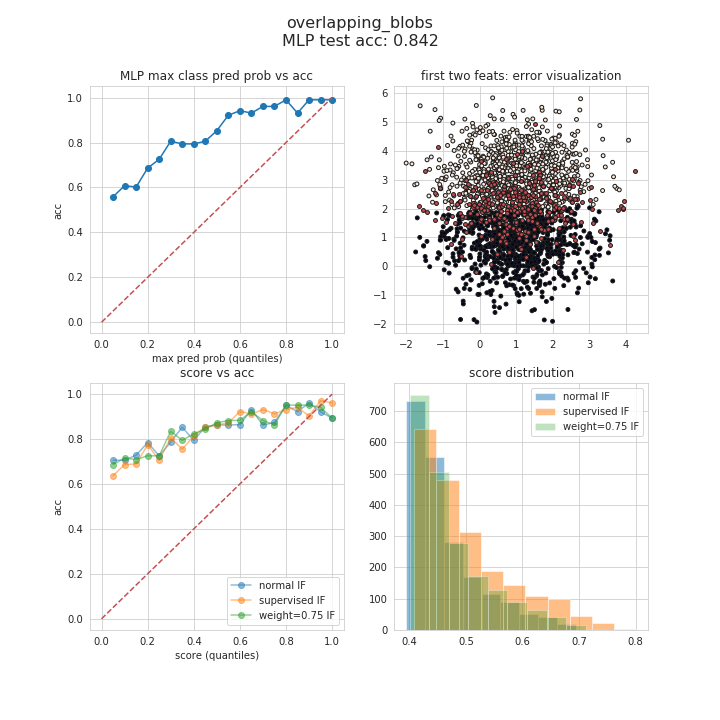 overlapping_blobs
MLP test acc: 0.842
MLP max class pred prob vs acc
acc
1.0
0.8
0.6
0.4
0.2
0.0
0.0 0.2 0.4 0.6 0.8 1.0
max pred prob (quantiles)
first two feats: error visualization
6
5
4
3
2
1
0
−1
−2
−2 −1 0 1 2 3 4
score vs acc
acc
1.0
0.8
0.6
0.4
0.2
0.0
normal IF
supervised IF
weight=0.75 IF
0.0 0.2 0.4 0.6 0.8 1.0
score (quantiles)
score distribution
normal IF
supervised IF
weight=0.75 IF
700
600
500
400
300
200
100
0
0.4 0.5 0.6 0.7 0.8